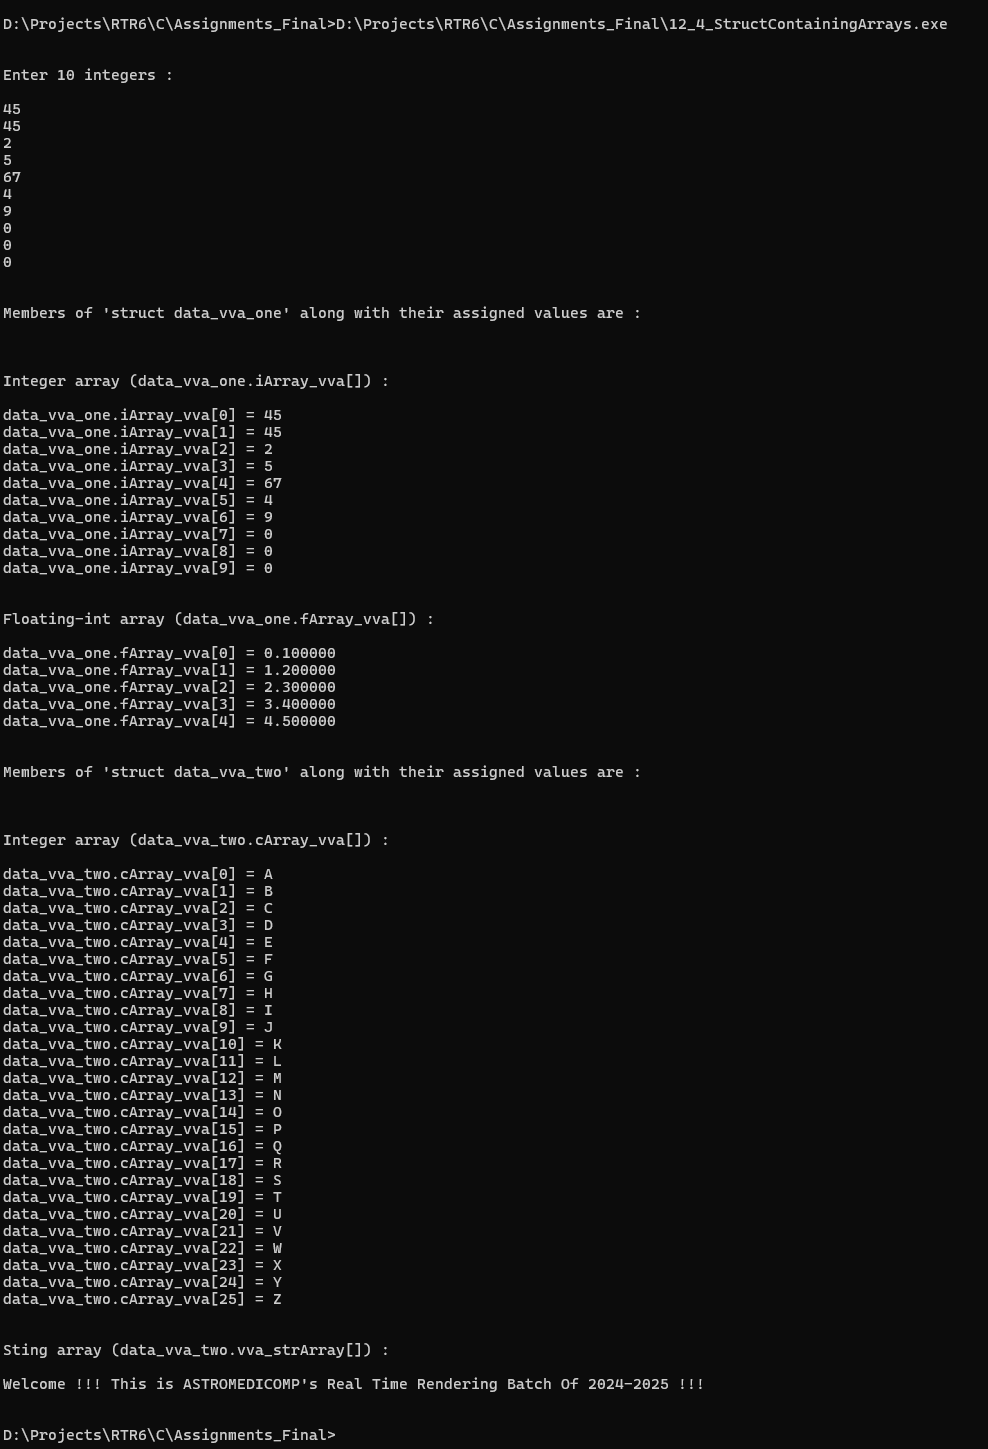 D:\Projects\RTR6\C\Assignments_Final>D:\Projects\RTR6\C\Assignments_Final\12_4_StructContainingArrays.exe
Enter 10 integers :
45
45
2
5
67
4
9
0
0
0
Members of 'struct data_vva_one' along with their assigned values are :
Integer array (data_vva_one.iArray_vva[]) :
data_vva_one.iArray_vva[0] = 45
data_vva_one.iArray_vva[1] = 45
data_vva_one.iArray_vva[2] = 2
data_vva_one.iArray_vva[3] = 5
data_vva_one.iArray_vva[4] = 67
data_vva_one.iArray_vva[5] = 4
data_vva_one.iArray_vva[6] = 9
data_vva_one.iArray_vva[7] = 0
data_vva_one.iArray_vva[8] = 0
data_vva_one.iArray_vva[9] = 0
Floating-int array (data_vva_one.fArray_vva[]) :
data_vva_one.fArray_vva[0] = 0.100000
data_vva_one.fArray_vva[1] = 1.200000
data_vva_one.fArray_vva[2] = 2.300000
data_vva_one.fArray_vva[3] = 3.400000
data_vva_one.fArray_vva[4] = 4.500000
Members of 'struct data_vva_two' along with their assigned values are :
Integer array (data_vva_two.cArray_vva[]) :
data_vva_two.cArray_vva[0] = A
data_vva_two.cArray_vva[1] = B
data_vva_two.cArray_vva[2] = C
data_vva_two.cArray_vva[3] = D
data_vva_two.cArray_vva[4] = E
data_vva_two.cArray_vva[5] = F
data_vva_two.cArray_vva[6] = G
data_vva_two.cArray_vva[7] = H
data_vva_two.cArray_vva[8] = I
data_vva_two.cArray_vva[9] = J
data_vva_two.cArray_vva[10] = K
data_vva_two.cArray_vva[11] = L
data_vva_two.cArray_vva[12] = M
data_vva_two.cArray_vva[13] = N
data_vva_two.cArray_vva[14] = O
data_vva_two.cArray_vva[15] = P
data_vva_two.cArray_vva[16] = Q
data_vva_two.cArray_vva[17] = R
data_vva_two.cArray_vva[18] = S
data_vva_two.cArray_vva[19] = T
data_vva_two.cArray_vva[20] = U
data_vva_two.cArray_vva[21] = V
data_vva_two.cArray_vva[22] = W
data_vva_two.cArray_vva[23] = X
data_vva_two.cArray_vva[24] = Y
data_vva_two.cArray_vva[25] = Z
Sting array (data_vva_two.vva_strArray[]) :
Welcome !!! This is ASTROMEDICOMP's Real Time Rendering Batch Of 2024-2025 !!!
D:\Projects\RTR6\C\Assignments_Final>